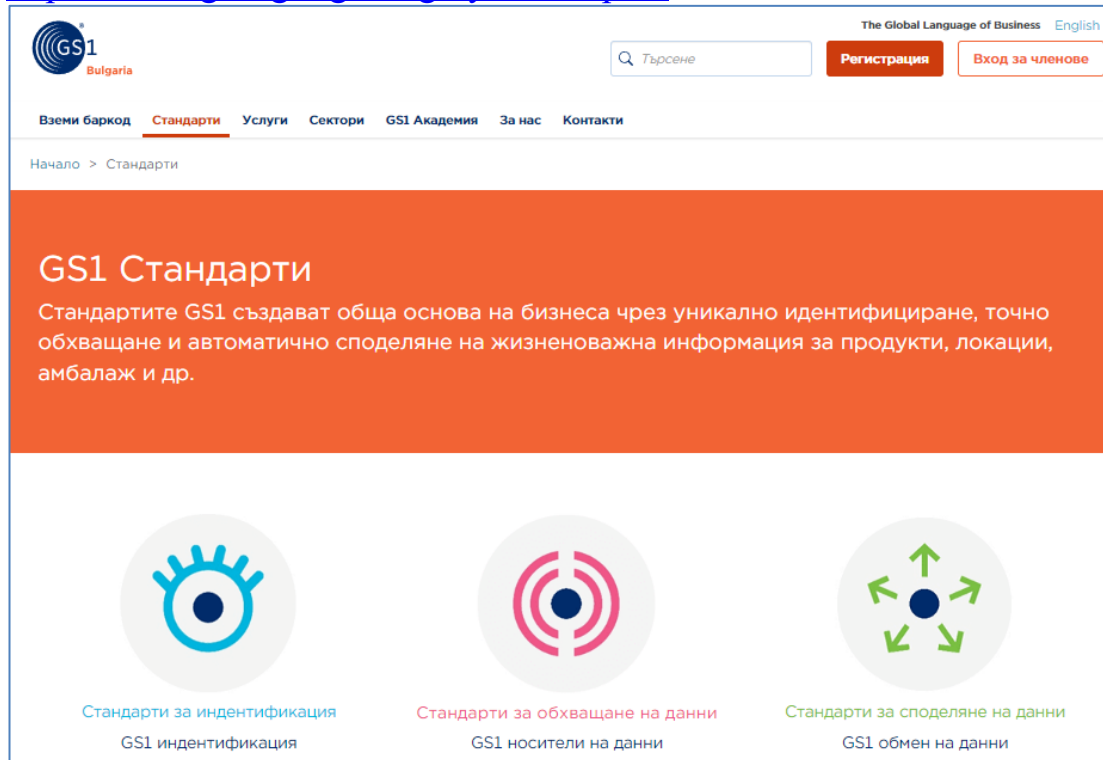 The Global Language of Business English
GS1
Bulgaria
Търсене
Регистрация
Вход за членове
Вземи баркод Стандарти Услуги Сектори GS1 Академия За нас Контакти
Начало > Стандарти
GS1 Стандарти
Стандартите GS1 създават обща основа на бизнеса чрез уникално идентифициране, точно
обхващане и автоматично споделяне на жизненоважна информация за продукти, локации,
амбалаж и др.
Стандарти за индентификация Стандарти за обхващане на данни Стандарти за споделяне на данни
GS1 индентификация GS1 носители на данни GS1 обмен на данни